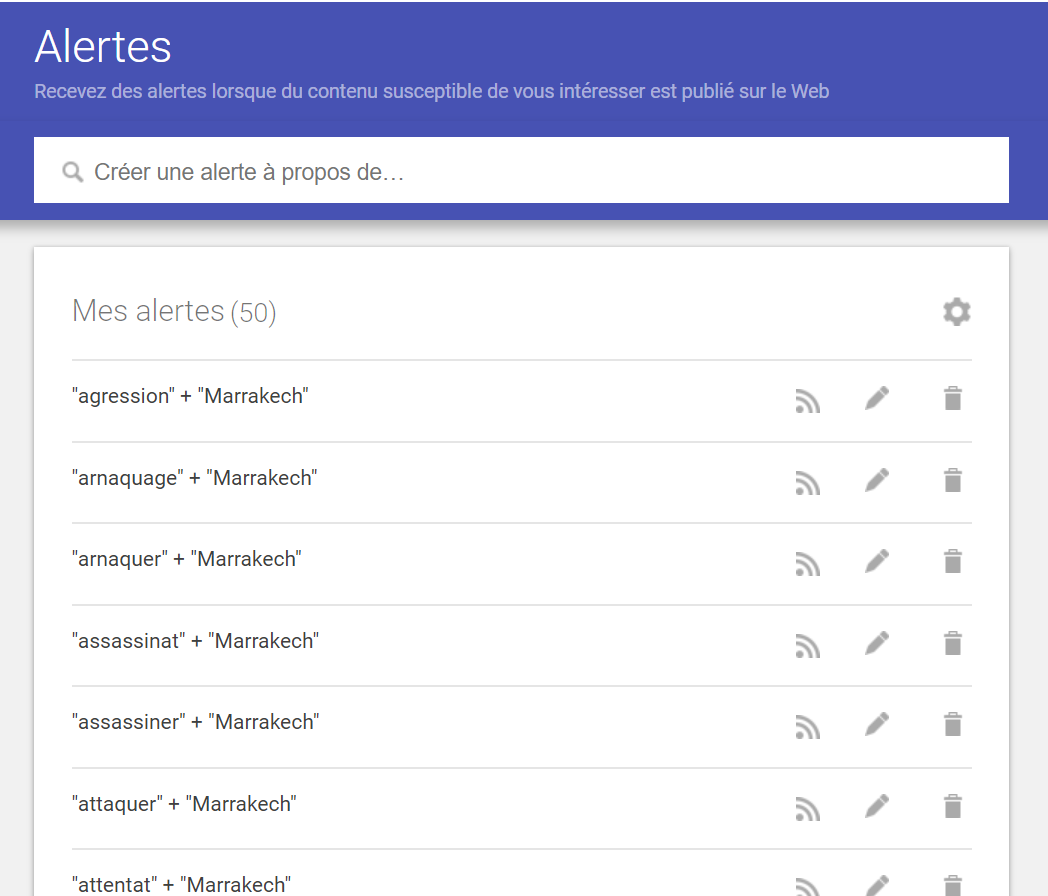 Alertes
Recevez des alertes lorsque du contenu susceptible de vous intéresser est publié sur le Web
Créer une alerte à propos de…
Mes alertes (50)
"agression" + "Marrakech"
"arnaquage" + "Marrakech"
"arnaquer" + "Marrakech"
"assassinat" + "Marrakech"
"assassiner" + "Marrakech"
"attaquer" + "Marrakech"
"attentat" + "Marrakech"